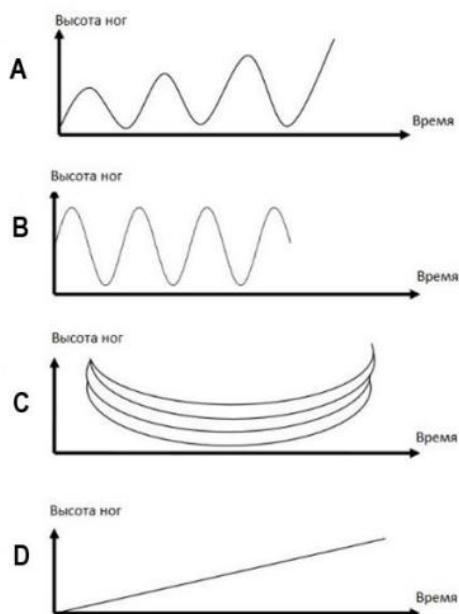 Высота ног
A
Время
Высота ног
B
Время
Высота ног
C
Время
Высота ног
D
Время